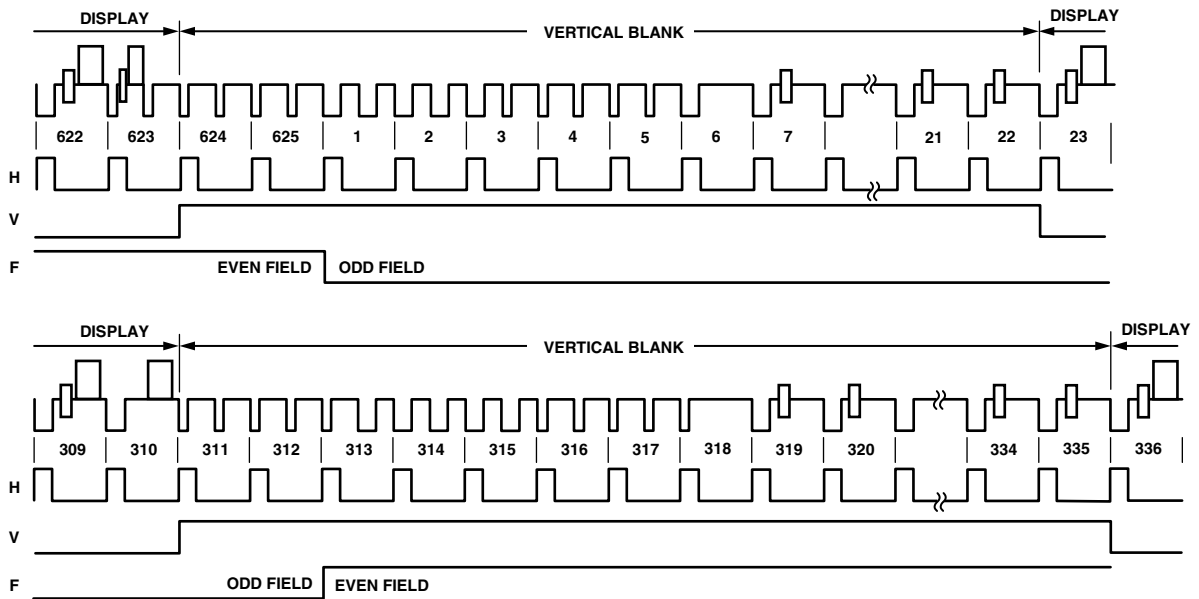 DISPLAY VERTICAL BLANK DISPLAY
622 623 624 625 1 2 3 4 5 6 7 21 22 23
H
V
F EVEN FIELD ODD FIELD
DISPLAY VERTICAL BLANK DISPLAY
309 310 311 312 313 314 315 316 317 318 319 320 334 335 336
H
V
F ODD FIELD EVEN FIELD